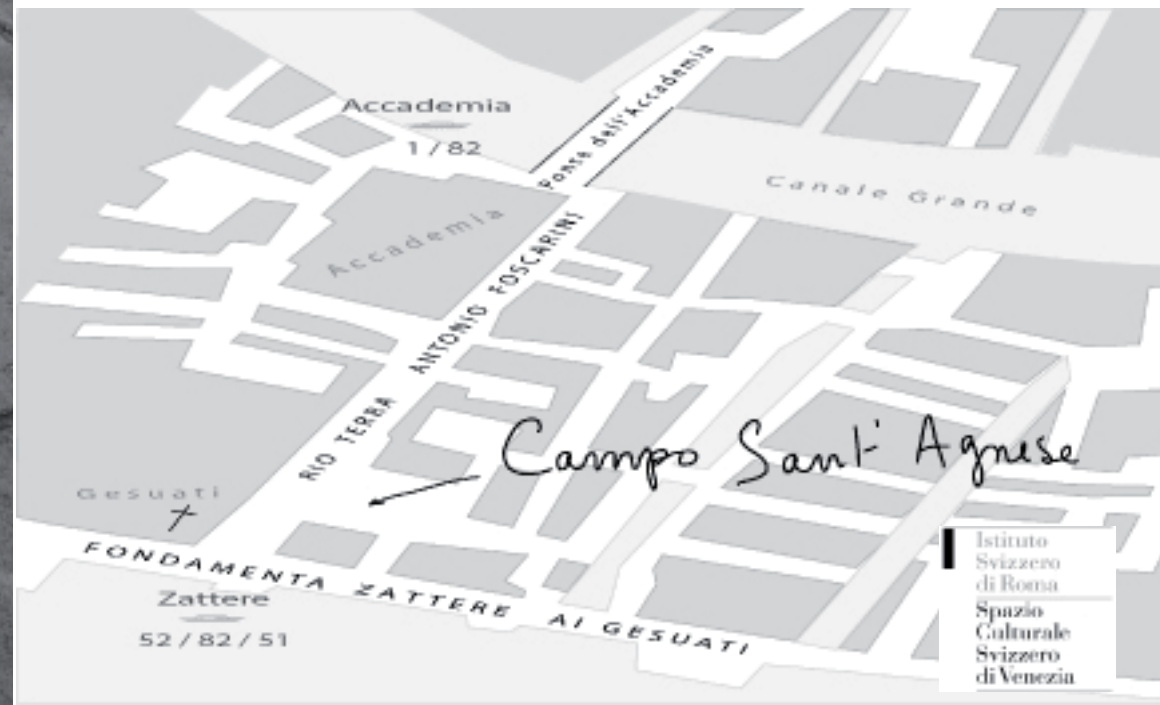 Accademia
1 / 82
Ponte dell'Accademia
Canale Grande
Accademia
RIO TERRA ANTONIO FOSCARINI
Campo Sant' Agnese
Gesuati
FONDAMENTA ZATTERE AI GESUATI
Zattere
52 / 82 / 51
Istituto
Svizzero
di Roma
Spazio
Culturale
Svizzero
di Venezia